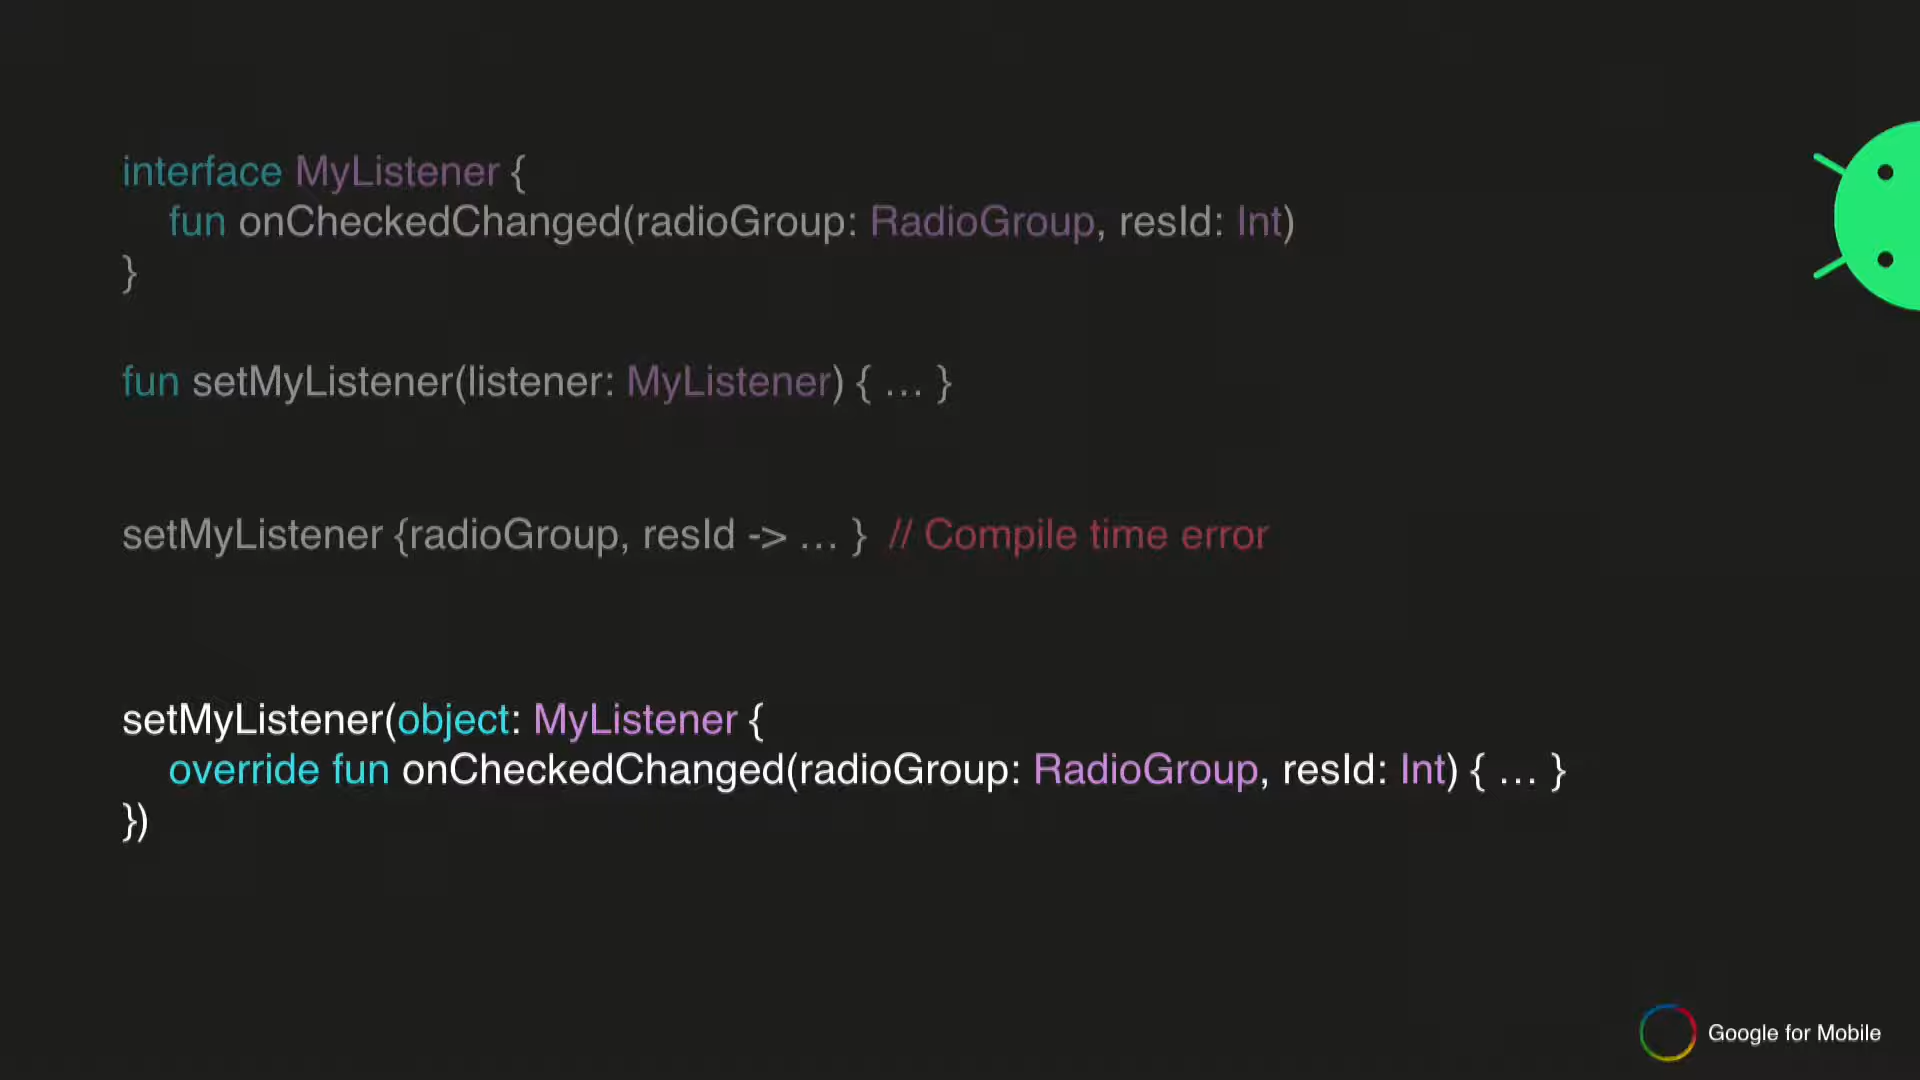 interface MyListener {
fun onCheckedChanged(radioGroup: RadioGroup, resId: Int)
}
fun setMyListener(listener: MyListener) { … }
setMyListener {radioGroup, resId -> … } // Compile time error
setMyListener(object: MyListener {
override fun onCheckedChanged(radioGroup: RadioGroup, resId: Int) { … }
})
Google for Mobile